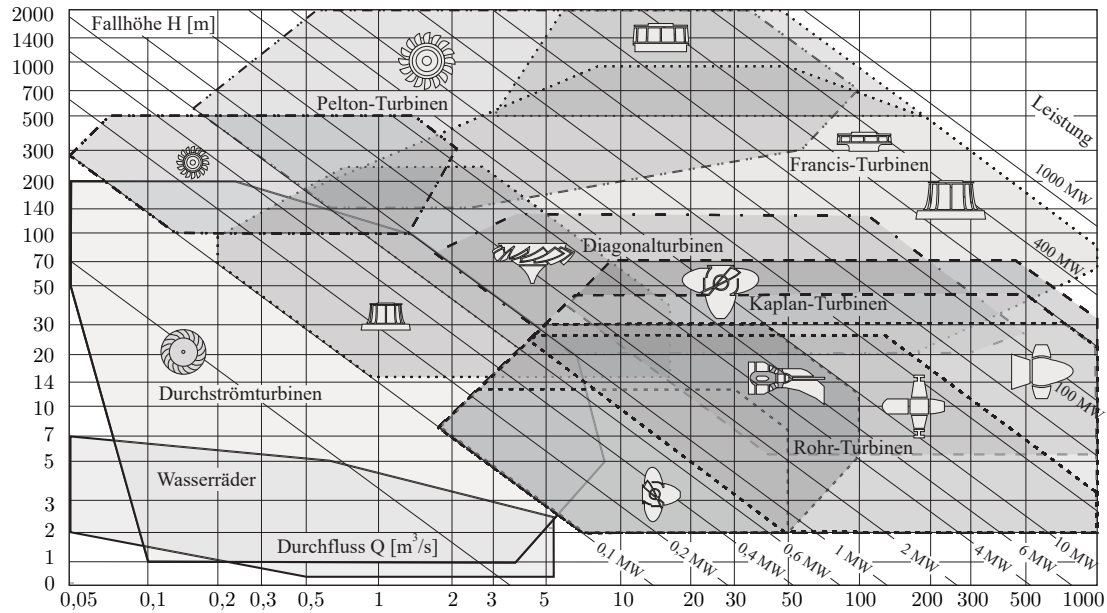 2000
1400
1000
700
500
300
200
140
100
70
50
30
20
14
10
7
5
3
2
1
0
Fallhöhe H [m]
Pelton-Turbinen
Leistung
Francis-Turbinen
1000 MW
Diagonalturbinen
400 MW
Kaplan-Turbinen
Durchströmturbinen
100 MW
Rohr-Turbinen
Wasserräder
Durchfluss Q [m³/s]
0,1 MW
0,2 MW
0,4 MW
0,6 MW
1 MW
2 MW
4 MW
6 MW
10 MW
0,05 0,1 0,2 0,3 0,5 1 2 3 5 10 20 30 50 100 200 300 500 1000